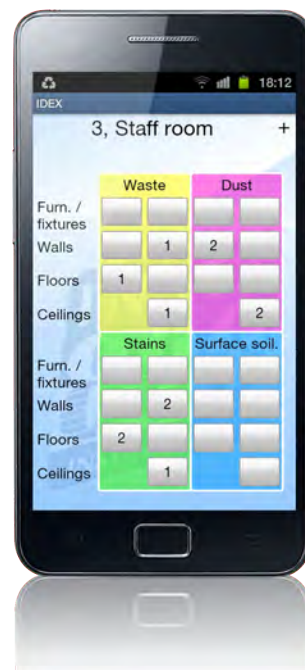 18:12
IDEX
3, Staff room +
Waste Dust
Furn. /
fixtures
Walls 1 2
Floors 1
Ceilings 1 2
Stains Surface soil.
Furn. /
fixtures
Walls 2
Floors 2
Ceilings 1